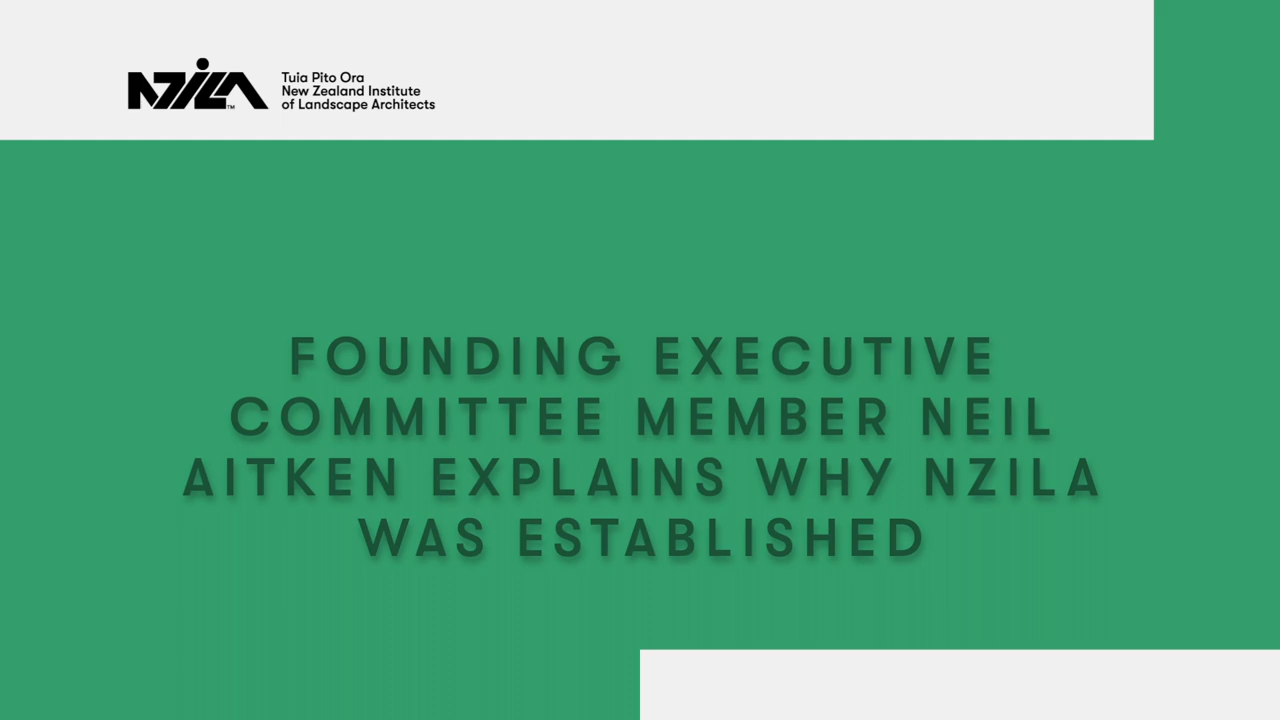 NZILA™
Tuia Pito Ora
New Zealand Institute
of Landscape Architects
FOUNDING EXECUTIVE
COMMITTEE MEMBER NEIL
AITKEN EXPLAINS WHY NZILA
WAS ESTABLISHED